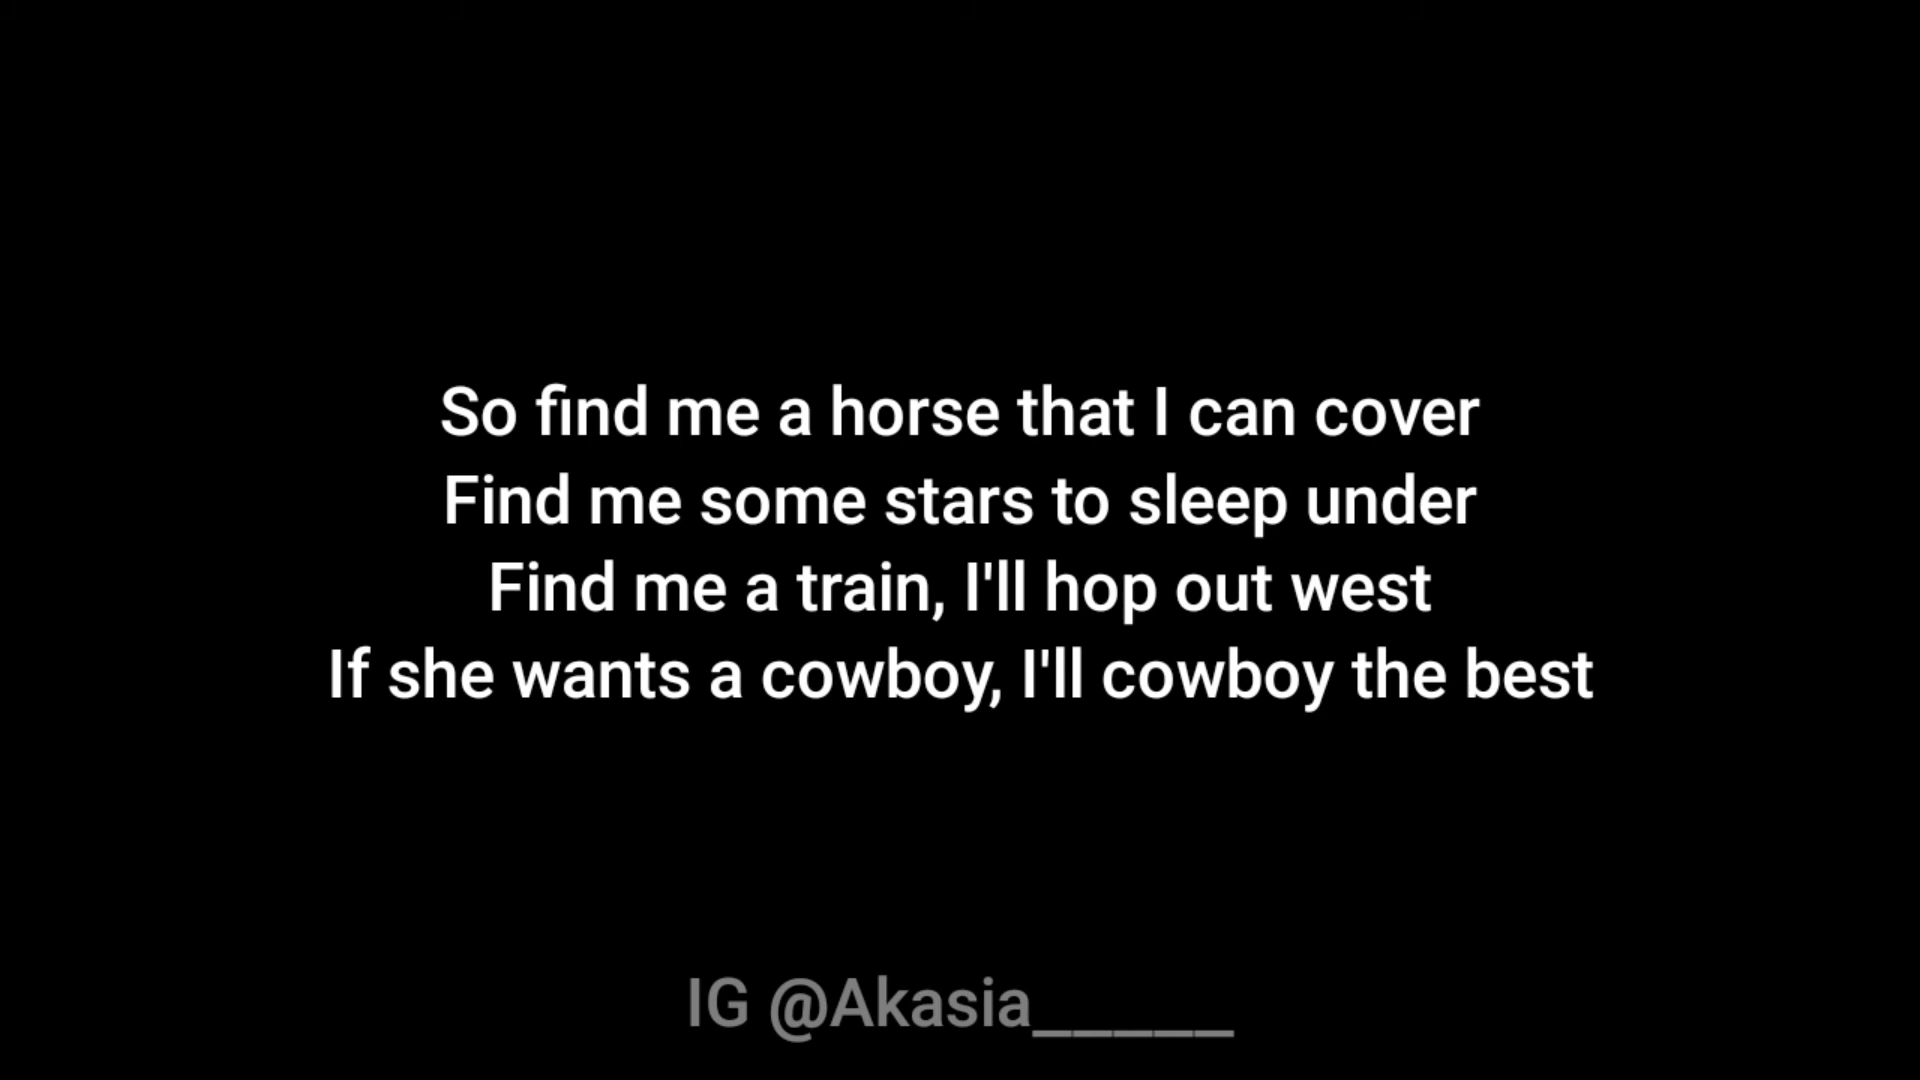 So find me a horse that I can cover
Find me some stars to sleep under
Find me a train, I'll hop out west
If she wants a cowboy, I'll cowboy the best
IG @Akasia_____